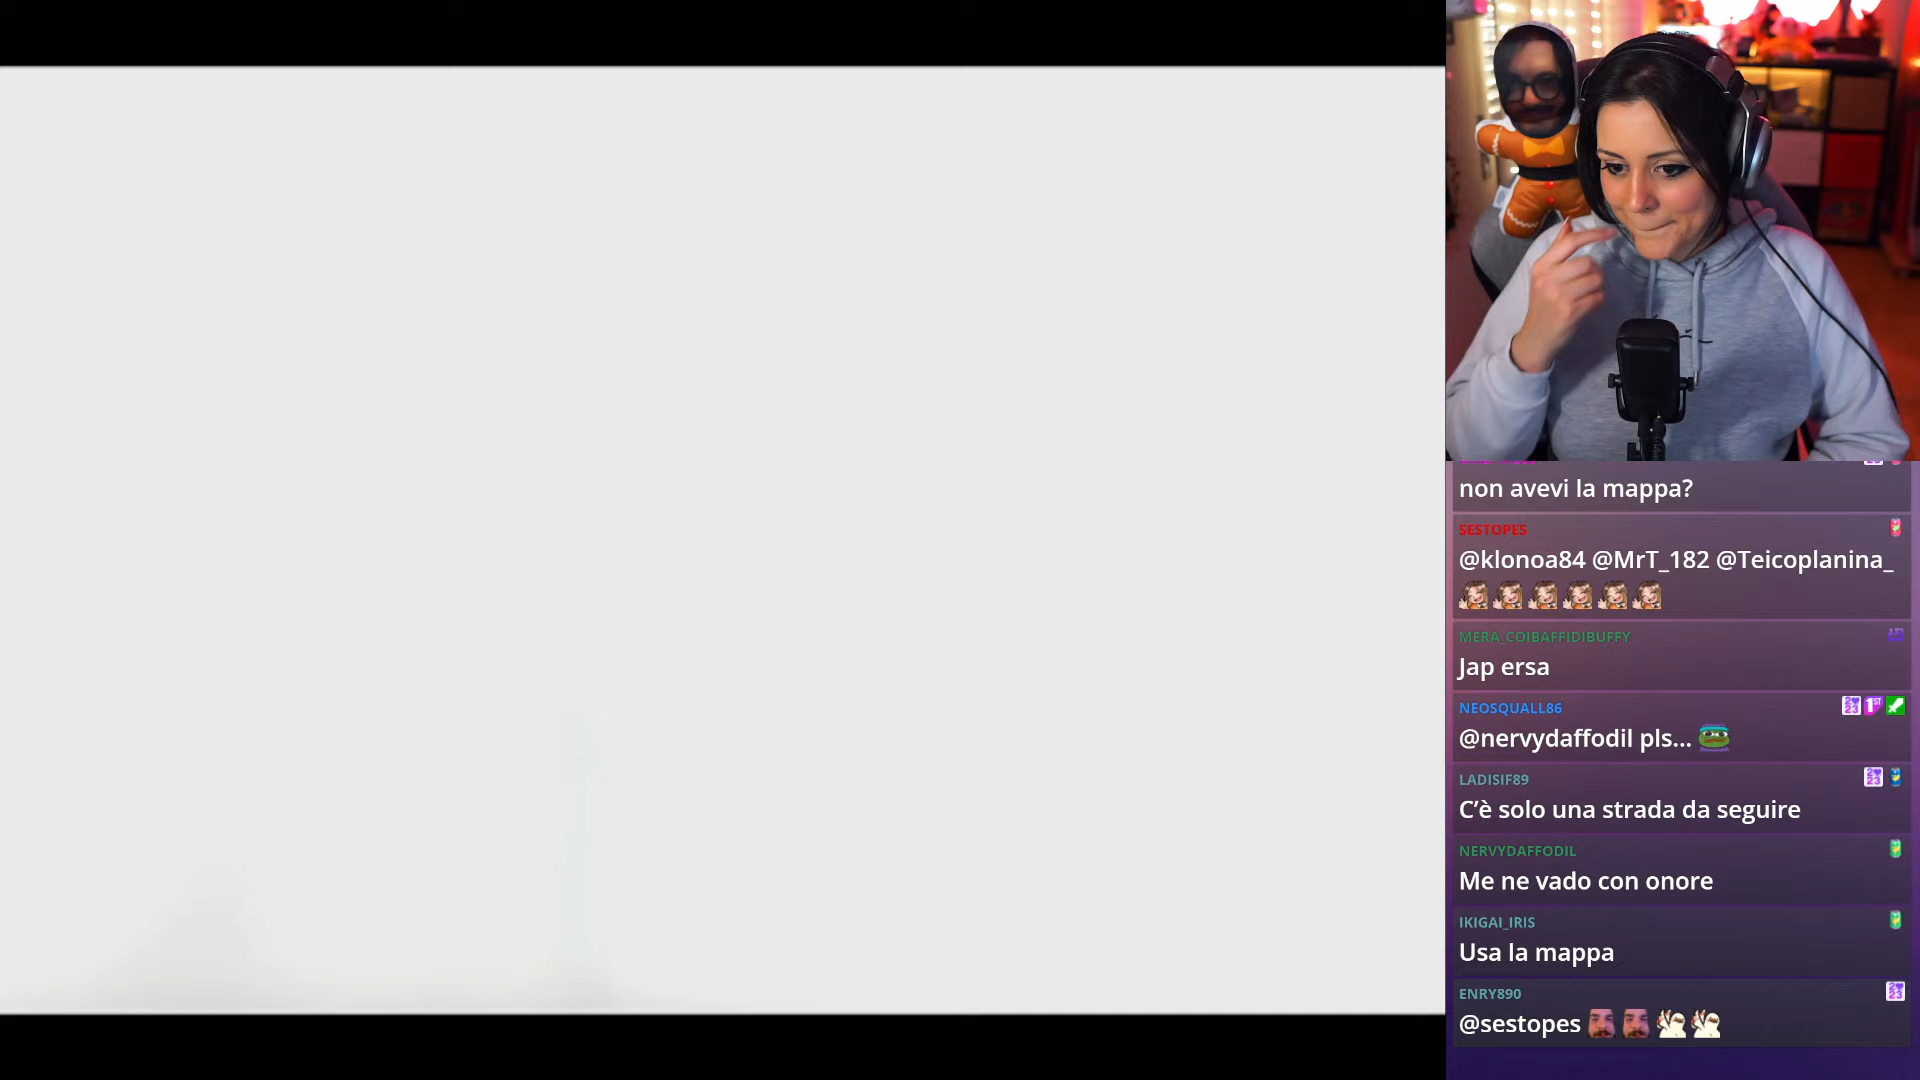 non avevi la mappa?
SESTOPES
@klonoa84 @MrT_182 @Teicoplanina_
MERA_COIBAFFIDIBUFFY
Jap ersa
NEOSQUALL86
@nervydaffodil pls...
LADISIF89
C'è solo una strada da seguire
NERVYDAFFODIL
Me ne vado con onore
IKIGAI_IRIS
Usa la mappa
ENRY890
@sestopes